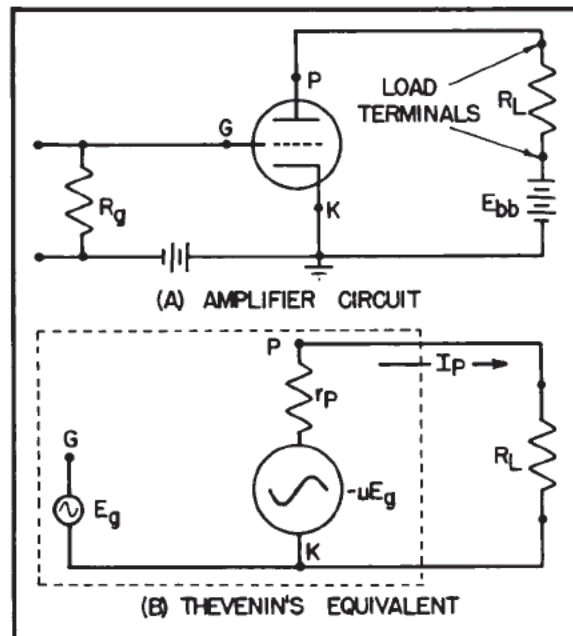 P
LOAD
TERMINALS
RL
G
K
Ebb
Rg
(A) AMPLIFIER CIRCUIT
P
IP
rP
G
RL
Eg
-uEg
K
(B) THEVENIN'S EQUIVALENT